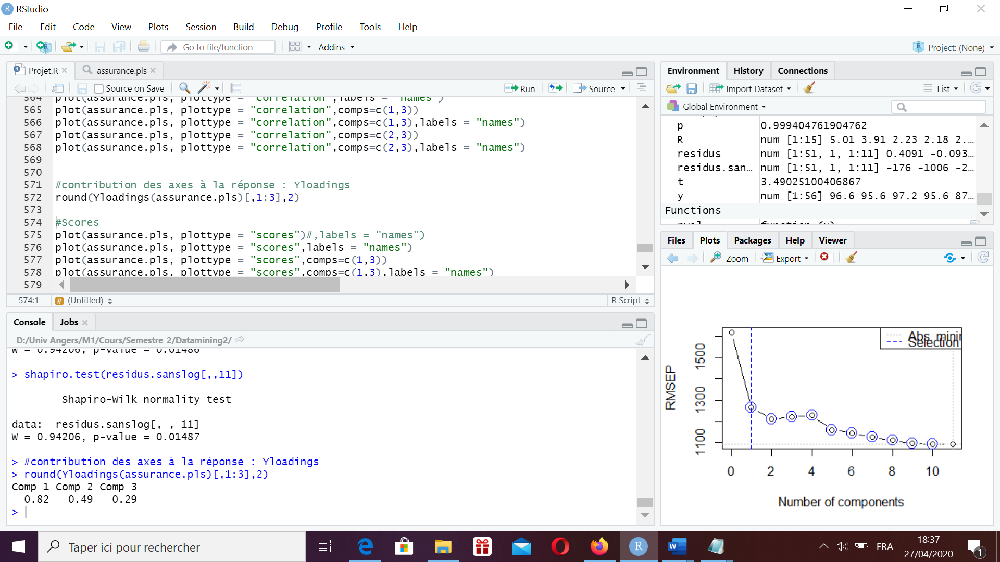 RStudio
File Edit Code View Plots Session Build Debug Profile Tools Help
Go to file/function Addins Project: (None)
Projet.R assurance.pls
Source on Save Run Source
564 plot(assurance.pls, plottype = "correlation",labels = "names")
565 plot(assurance.pls, plottype = "correlation",comps=c(1,3))
566 plot(assurance.pls, plottype = "correlation",comps=c(1,3),labels = "names")
567 plot(assurance.pls, plottype = "correlation",comps=c(2,3))
568 plot(assurance.pls, plottype = "correlation",comps=c(2,3),labels = "names")
569
570
571 #contribution des axes à la réponse : Yloadings
572 round(Yloadings(assurance.pls)[,1:3],2)
573
574 #Scores
575 plot(assurance.pls, plottype = "scores")#,labels = "names")
576 plot(assurance.pls, plottype = "scores",labels = "names")
577 plot(assurance.pls, plottype = "scores",comps=c(1,3))
578 plot(assurance.pls, plottype = "scores",comps=c(1,3),labels = "names")
579
574:1 # (Untitled) R Script
Console Jobs
D:/Univ Angers/M1/Cours/Semestre_2/Datamining2/
W = 0.94206, p-value = 0.01486
> shapiro.test(residus.sanslog[,,11])
Shapiro-Wilk normality test
data: residus.sanslog[, , 11]
W = 0.94206, p-value = 0.01487
> #contribution des axes à la réponse : Yloadings
> round(Yloadings(assurance.pls)[,1:3],2)
Comp 1 Comp 2 Comp 3
0.82 0.49 0.29
>
Environment History Connections
Import Dataset List
Global Environment
p 0.999404761904762
R num [1:15] 5.01 3.91 2.23 2.18 2.…
residus num [1:51, 1, 1:11] 0.4091 -0.093…
residus.san… num [1:51, 1, 1:11] -176 -1006 -2…
t 3.49025100406867
y num [1:56] 96.6 95.6 97.2 95.6 87…
Functions
Files Plots Packages Help Viewer
Zoom Export
Abs. minir
Selection
RMSEP
1500
1300
1100
0 2 4 6 8 10
Number of components
Taper ici pour rechercher
FRA
18:37
27/04/2020
1